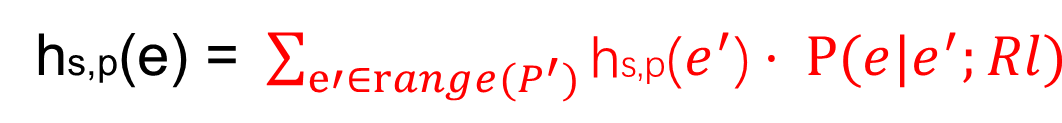 hs,p(e) = ∑e′∈range(P′) hs,p(e′) · P(e|e′; Rl)